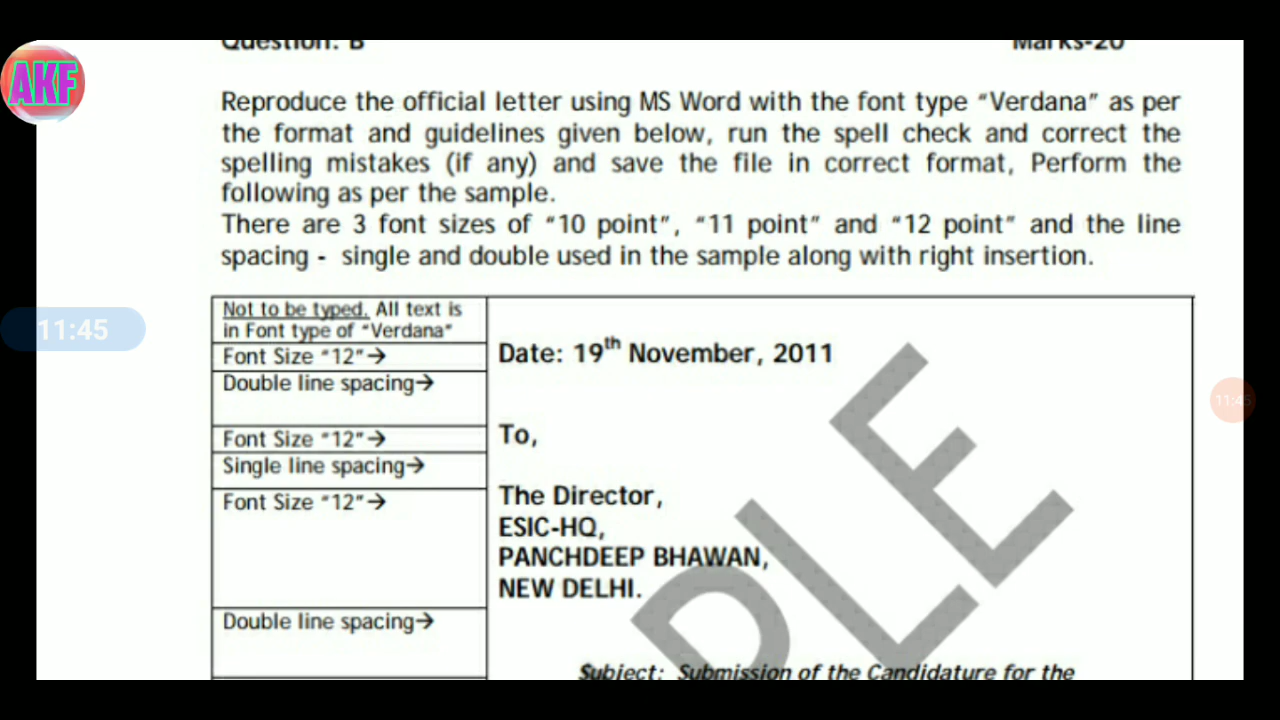 Question: B Marks-20
AKF
Reproduce the official letter using MS Word with the font type “Verdana” as per
the format and guidelines given below, run the spell check and correct the
spelling mistakes (if any) and save the file in correct format, Perform the
following as per the sample.
There are 3 font sizes of “10 point”, “11 point” and “12 point” and the line
spacing - single and double used in the sample along with right insertion.
Not to be typed. All text is
in Font type of “Verdana”
11:45
Font Size “12”→
Date: 19th November, 2011
Double line spacing→
11:45
Font Size “12”→
To,
Single line spacing→
Font Size “12”→
The Director,
ESIC-HQ,
PANCHDEEP BHAWAN,
NEW DELHI.
Double line spacing→
Subject: Submission of the Candidature for the